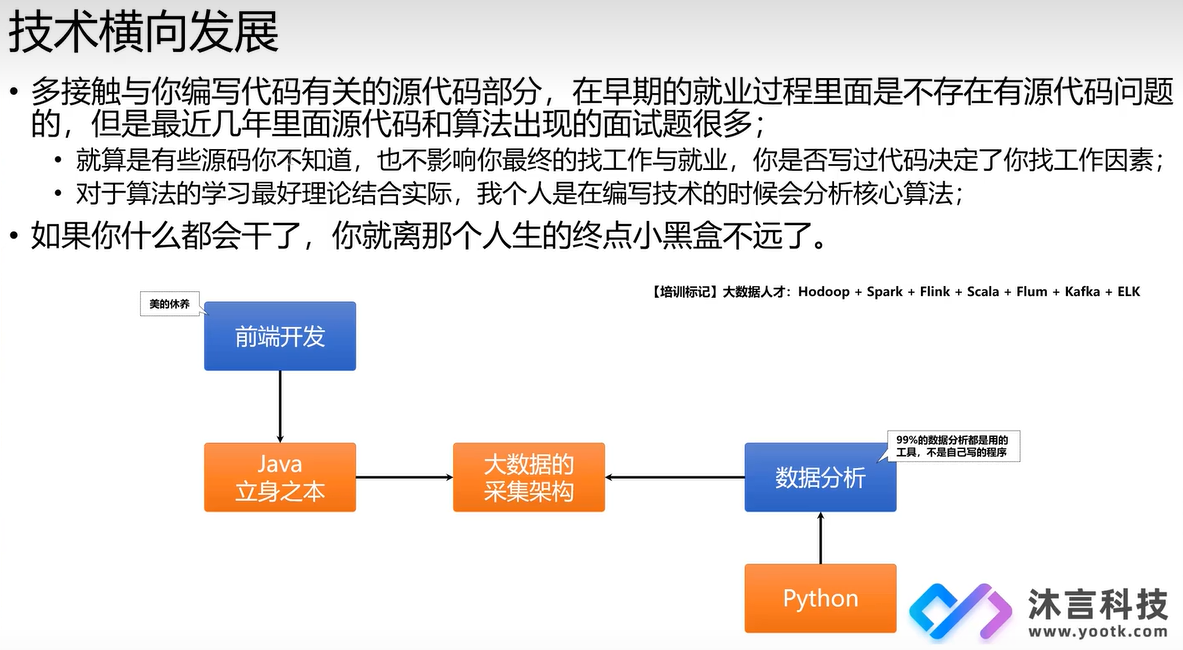 技术横向发展
• 多接触与你编写代码有关的源代码部分，在早期的就业过程里面是不存在有源代码问题
的，但是最近几年里面源代码和算法出现的面试题很多；
• 就算是有些源码你不知道，也不影响你最终的找工作与就业，你是否写过代码决定了你找工作因素；
• 对于算法的学习最好理论结合实际，我个人是在编写技术的时候会分析核心算法；
• 如果你什么都会干了，你就离那个人生的终点小黑盒不远了。
【培训标记】大数据人才：Hodoop + Spark + Flink + Scala + Flum + Kafka + ELK
美的休养
前端开发
Java
立身之本
大数据的
采集架构
99%的数据分析都是用的
工具，不是自己写的程序
数据分析
Python
沐言科技
www.yootk.com